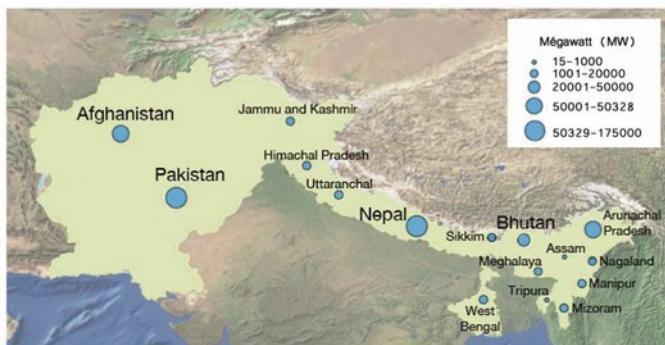 Mégawatt (MW)
15-1000
1001-20000
20001-50000
50001-50328
50329-175000
Afghanistan
Jammu and Kashmir
Himachal Pradesh
Pakistan
Uttaranchal
Nepal
Sikkim
Bhutan
Arunachal
Pradesh
Assam
Meghalaya
Nagaland
Tripura
Manipur
West
Bengal
Mizoram